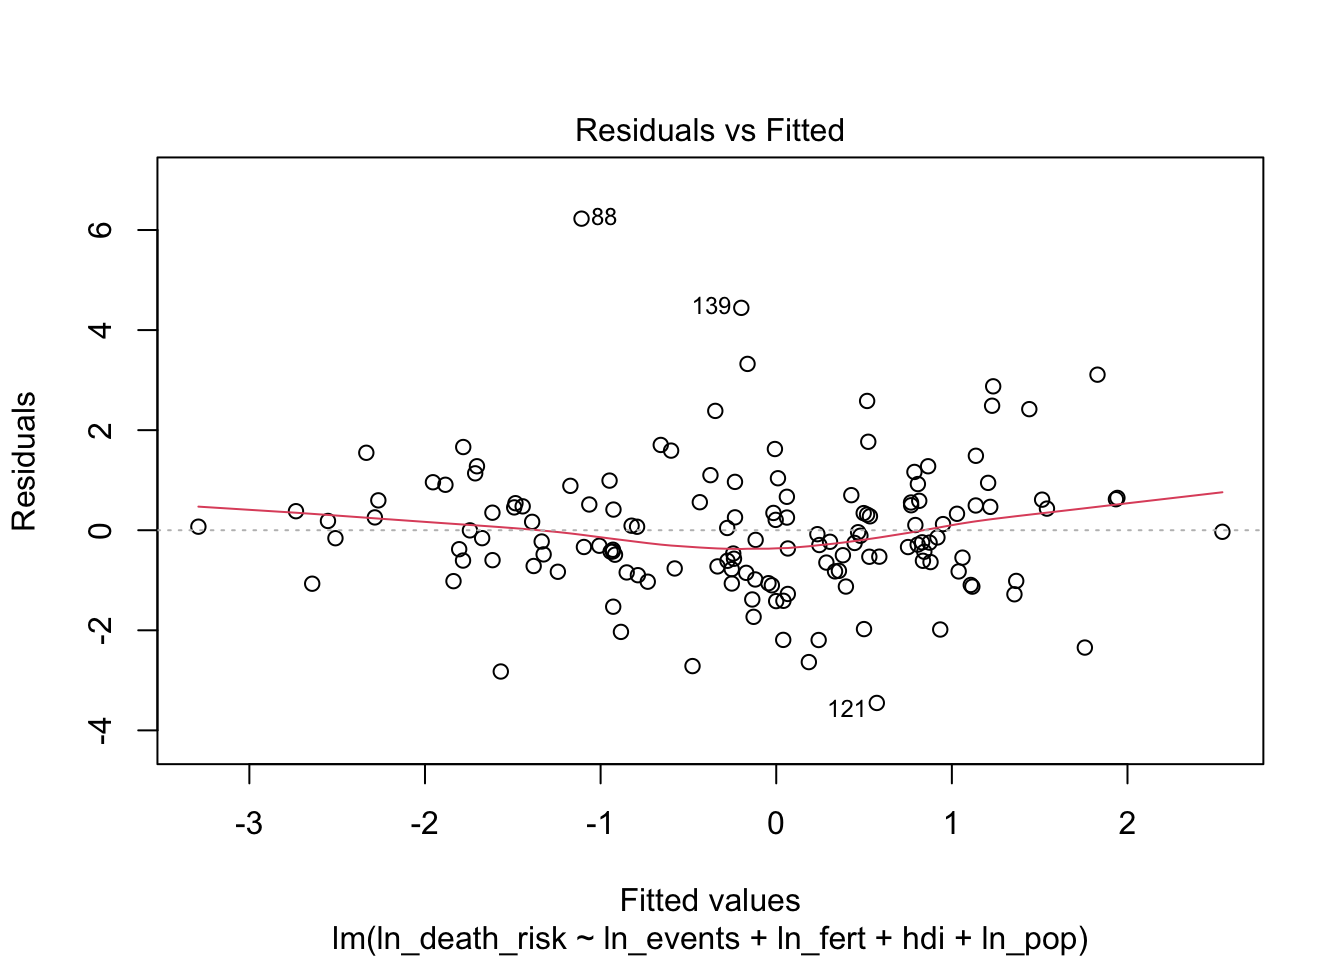 Residuals vs Fitted
Residuals
6
4
2
0
-2
-4
88
139
121
-3 -2 -1 0 1 2
Fitted values
lm(ln_death_risk ~ ln_events + ln_fert + hdi + ln_pop)